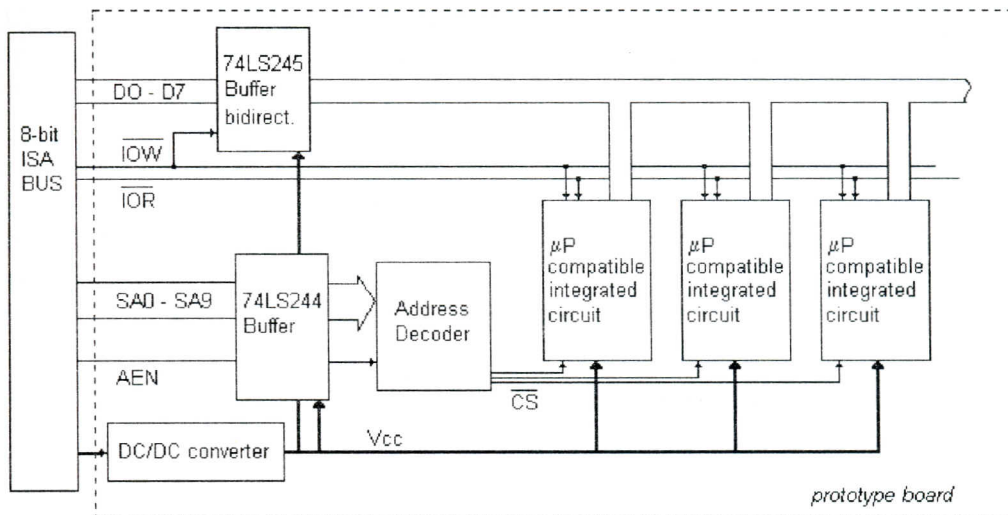 74LS245
Buffer
bidirect.
DO - D7
8-bit
ISA
BUS
IOW
IOR
μP
compatible
integrated
circuit
μP
compatible
integrated
circuit
μP
compatible
integrated
circuit
SA0 - SA9
74LS244
Buffer
Address
Decoder
AEN
CS
Vcc
DC/DC converter
prototype board